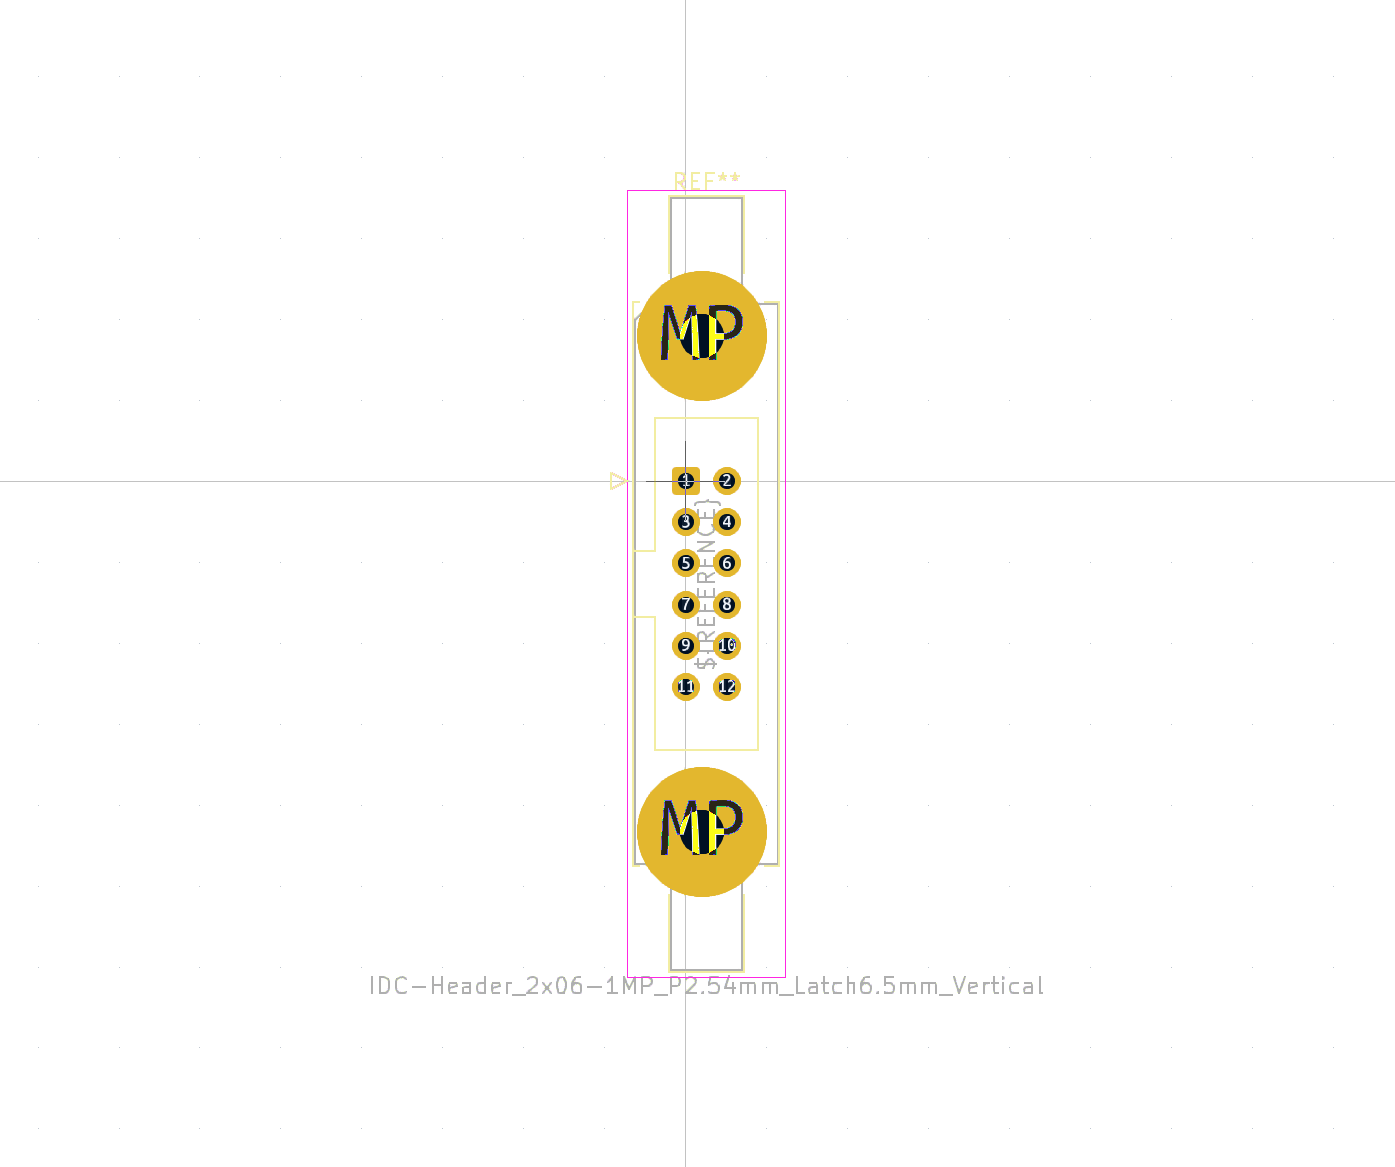 REF**
MP
1 2
3 4
5 6
7 8
9 10
11 12
${REFERENCE}
MP
IDC-Header_2x06-1MP_P2.54mm_Latch6.5mm_Vertical